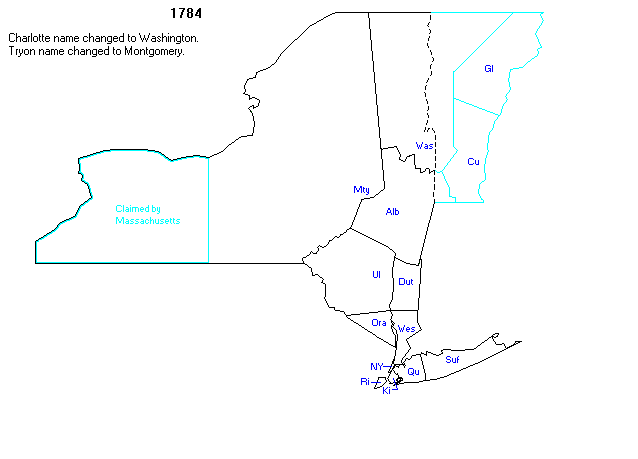 1784
Charlotte name changed to Washington.
Tryon name changed to Montgomery.
Gl
Was
Cu
Mty
Claimed by
Massachusetts
Alb
Ul
Dut
Ora
Wes
Suf
NY
Qu
Ri
Ki